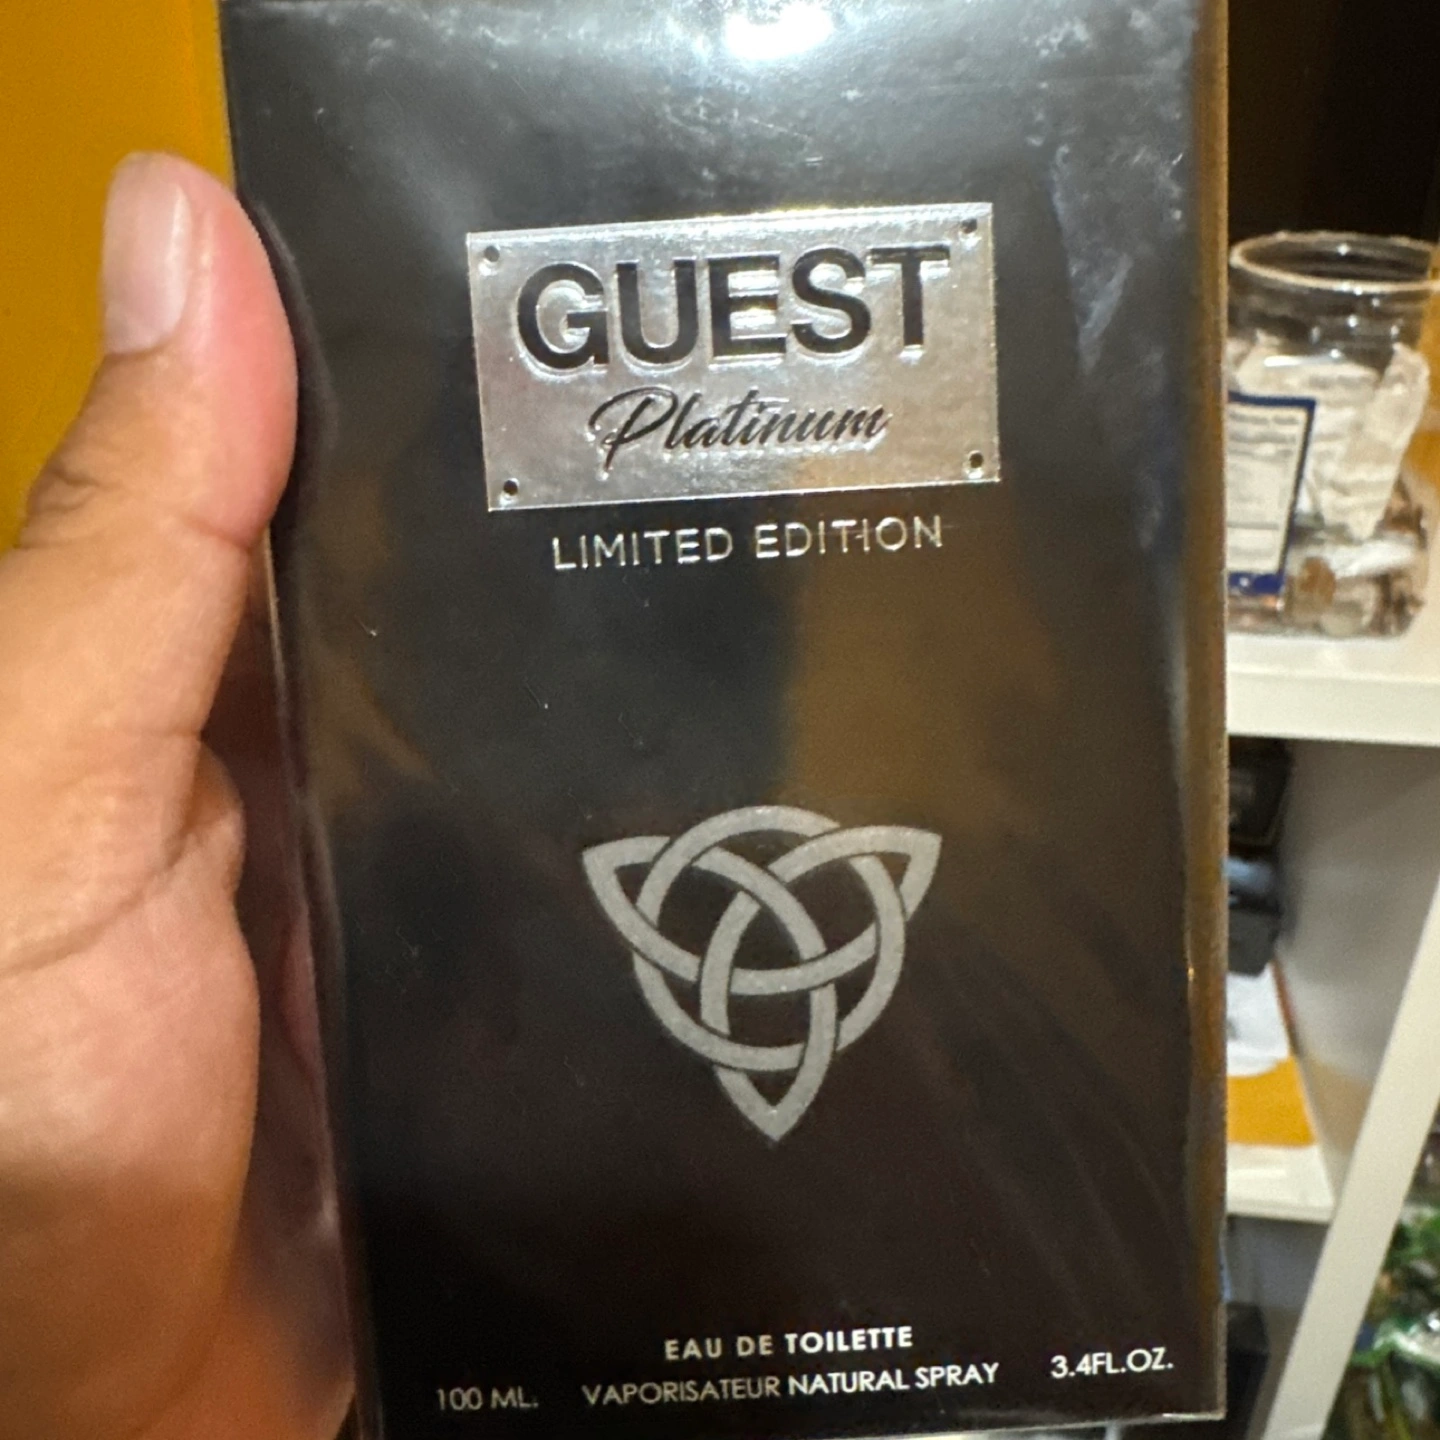 GUEST
Platinum
LIMITED EDITION
EAU DE TOILETTE
100 ML. VAPORISATEUR NATURAL SPRAY 3.4FL.OZ.